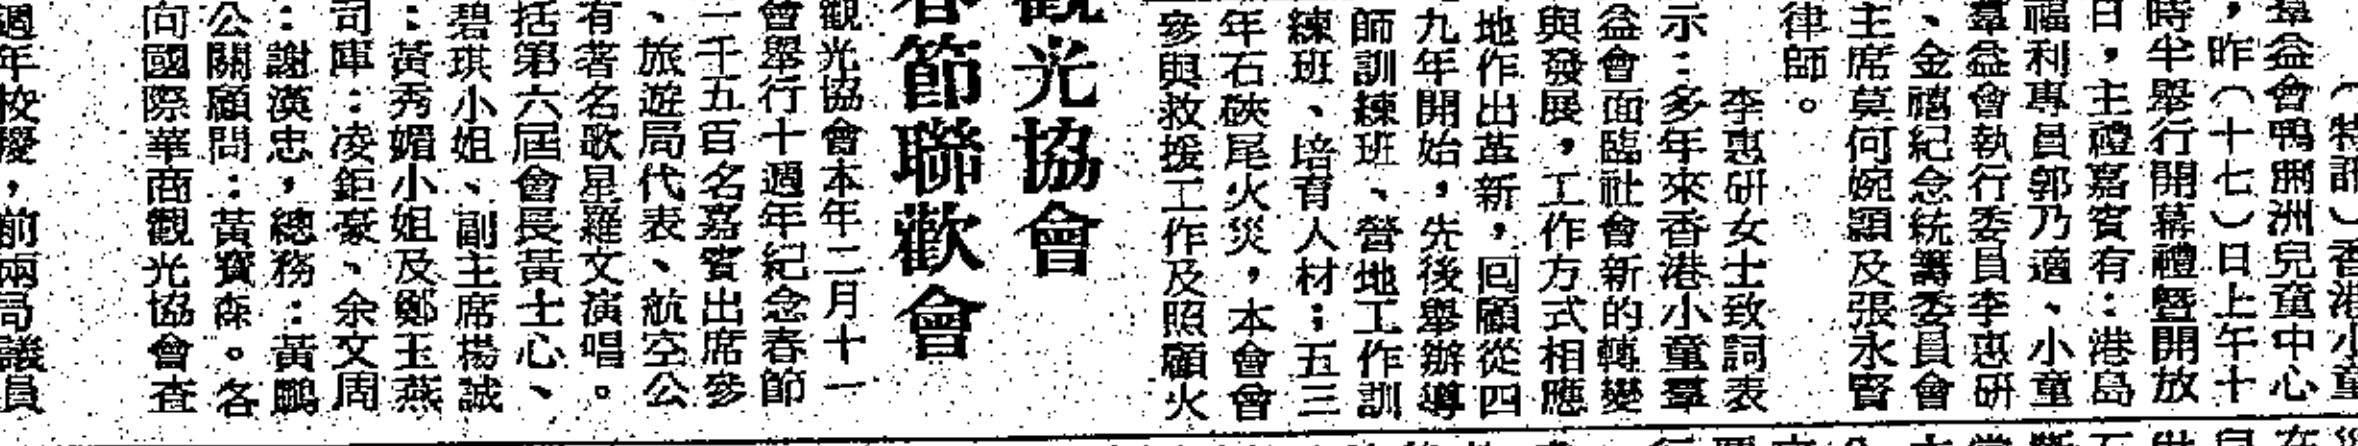 （特訊）香港小童
羣益會鴨脷洲兒童中心
，昨（十七）日上午十
時半舉行開幕禮暨開放
日，主禮嘉賓有：港島
福利專員郭乃適、小童
羣益會執行委員李惠研
、金禧紀念統籌委員會
主席莫何婉穎及張永賢
律師。
李惠研女士致詞表
示：多年來香港小童羣
益會面臨社會新的轉變
與發展，工作方式相應
地作出革新，回顧從四
九年開始，先後舉辦導
師訓練班、營地工作訓
練班、培育人材；五三
年石硤尾火災，本會曾
參與救援工作及照顧火
觀光協會
春節聯歡會
觀光協會本年二月十一
會舉行十週年紀念春節
一千五百名嘉賓出席參
、旅遊局代表、航空公
有著名歌星羅文演唱。
括第六屆會長黃士心、
碧琪小姐、副主席楊誠
：黃秀媚小姐及鄭玉燕
司庫：凌鉅豪、余文周
：謝漢忠，總務：黃鵬
公關顧問：黃寶森。各
向國際華商觀光協會查
週年校慶，前兩局議員